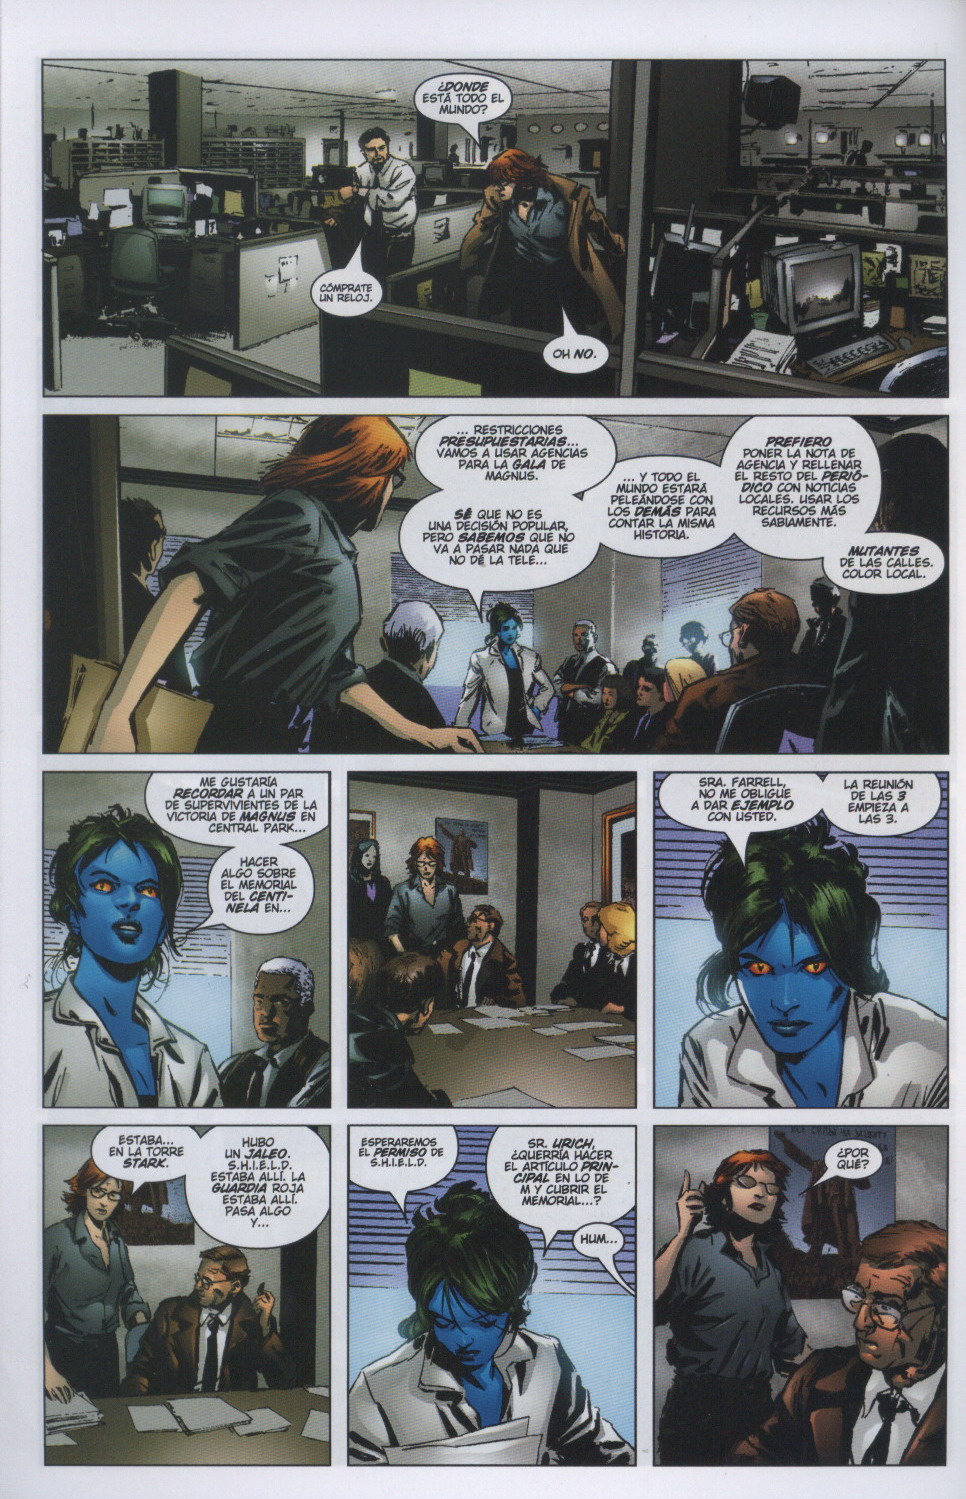 ¿DONDE
ESTÁ TODO EL
MUNDO?
CÓMPRATE
UN RELOJ.
OH NO.
... RESTRICCIONES
PRESUPUESTARIAS...
VAMOS A USAR AGENCIAS
PARA LA GALA DE
MAGNUS.
SÉ QUE NO ES
UNA DECISIÓN POPULAR,
PERO SABEMOS QUE NO
VA A PASAR NADA QUE
NO DÉ LA TELE...
... Y TODO EL
MUNDO ESTARÁ
PELEÁNDOSE CON
LOS DEMÁS PARA
CONTAR LA MISMA
HISTORIA.
PREFIERO
PONER LA NOTA DE
AGENCIA Y RELLENAR
EL RESTO DEL PERIÓ-
DICO CON NOTICIAS
LOCALES. USAR LOS
RECURSOS MÁS
SABIAMENTE.
MUTANTES
DE LAS CALLES.
COLOR LOCAL.
ME GUSTARÍA
RECORDAR A UN PAR
DE SUPERVIVIENTES DE LA
VICTORIA DE MAGNUS EN
CENTRAL PARK...
HACER
ALGO SOBRE
EL MEMORIAL
DEL CENTI-
NELA EN...
SRA. FARRELL,
NO ME OBLIGUE
A DAR EJEMPLO
CON USTED.
LA REUNIÓN
DE LAS 3
EMPIEZA A
LAS 3.
ESTABA...
EN LA TORRE
STARK.
HUBO
UN JALEO.
S.H.I.E.L.D.
ESTABA ALLÍ. LA
GUARDIA ROJA
ESTABA ALLÍ.
PASA ALGO
Y...
ESPERAREMOS
EL PERMISO DE
S.H.I.E.L.D.
SR. URICH,
¿QUERRÍA HACER
EL ARTÍCULO PRIN-
CIPAL EN LO DE
M Y CUBRIR EL
MEMORIAL...?
HUM...
¿POR
QUÉ?